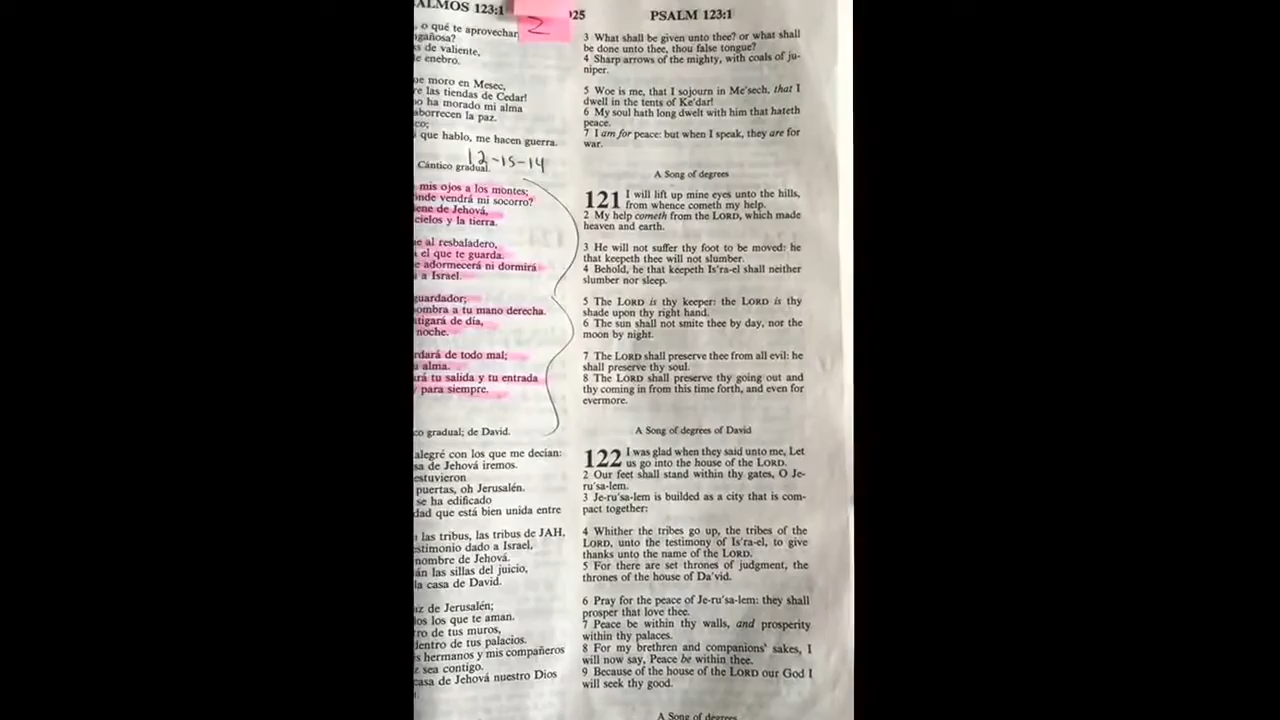 ALMOS 123:1
2
o qué te aprovechar
gañosa?
s de valiente,
e enebro.
e moro en Mesec,
e las tiendas de Cedar!
o ha morado mi alma
aborrecen la paz.
co;
que hablo, me hacen guerra.
12-15-14
Cántico gradual.
mis ojos a los montes;
nde vendrá mi socorro?
ene de Jehová,
cielos y la tierra.
e al resbaladero,
el que te guarda.
e adormecerá ni dormirá
a Israel.
guardador;
ombra a tu mano derecha.
tigará de día,
noche.
rdará de todo mal;
u alma.
rá tu salida y tu entrada
para siempre.
co gradual; de David.
alegré con los que me decían:
sa de Jehová iremos.
estuvieron
puertas, oh Jerusalén.
se ha edificado
dad que está bien unida entre
las tribus, las tribus de JAH,
stimonio dado a Israel,
nombre de Jehová.
án las sillas del juicio,
la casa de David.
az de Jerusalén;
os los que te aman.
ro de tus muros,
dentro de tus palacios.
s hermanos y mis compañeros
z sea contigo.
casa de Jehová nuestro Dios
025
PSALM 123:1
3 What shall be given unto thee? or what shall
be done unto thee, thou false tongue?
4 Sharp arrows of the mighty, with coals of ju-
niper.
5 Woe is me, that I sojourn in Me'sech, that I
dwell in the tents of Ke'dar!
6 My soul hath long dwelt with him that hateth
peace.
7 I am for peace: but when I speak, they are for
war.
A Song of degrees
121 I will lift up mine eyes unto the hills,
from whence cometh my help.
2 My help cometh from the LORD, which made
heaven and earth.
3 He will not suffer thy foot to be moved: he
that keepeth thee will not slumber.
4 Behold, he that keepeth Is'ra-el shall neither
slumber nor sleep.
5 The LORD is thy keeper: the LORD is thy
shade upon thy right hand.
6 The sun shall not smite thee by day, nor the
moon by night.
7 The LORD shall preserve thee from all evil: he
shall preserve thy soul.
8 The LORD shall preserve thy going out and
thy coming in from this time forth, and even for
evermore.
A Song of degrees of David
122 I was glad when they said unto me, Let
us go into the house of the LORD.
2 Our feet shall stand within thy gates, O Je-
ru'sa-lem.
3 Je-ru'sa-lem is builded as a city that is com-
pact together:
4 Whither the tribes go up, the tribes of the
LORD, unto the testimony of Is'ra-el, to give
thanks unto the name of the LORD.
5 For there are set thrones of judgment, the
thrones of the house of Da'vid.
6 Pray for the peace of Je-ru'sa-lem: they shall
prosper that love thee.
7 Peace be within thy walls, and prosperity
within thy palaces.
8 For my brethren and companions' sakes, I
will now say, Peace be within thee.
9 Because of the house of the LORD our God I
will seek thy good.
A Song of degrees